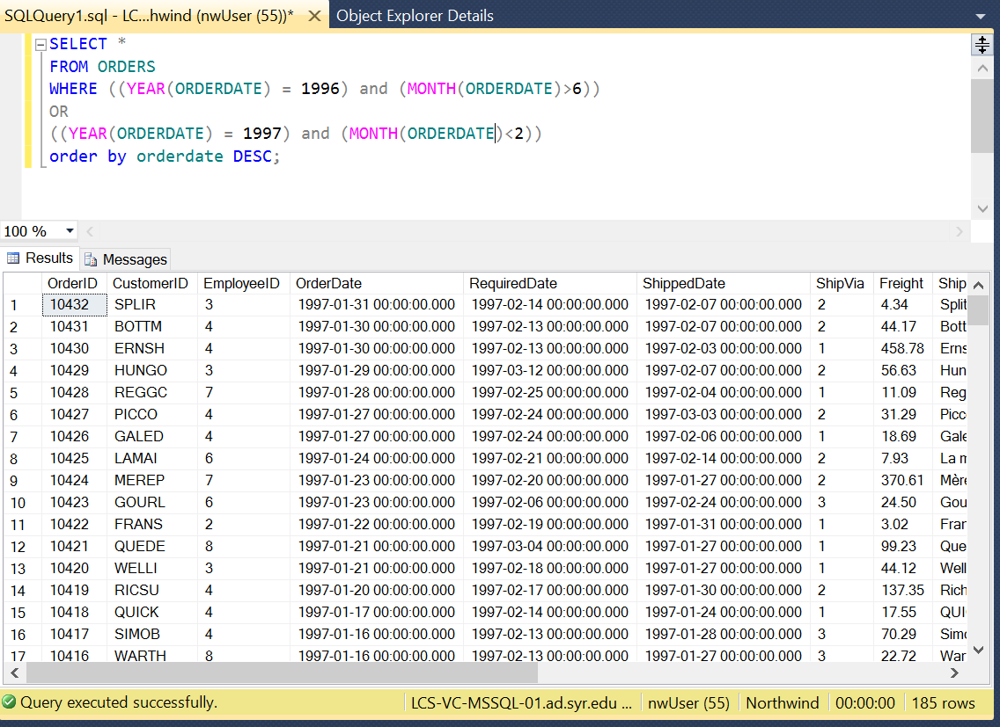 SQLQuery1.sql - LC...hwind (nwUser (55))* Object Explorer Details
SELECT *
FROM ORDERS
WHERE ((YEAR(ORDERDATE) = 1996) and (MONTH(ORDERDATE)>6))
OR
((YEAR(ORDERDATE) = 1997) and (MONTH(ORDERDATE)<2))
order by orderdate DESC;
100 %
Results Messages
OrderID CustomerID EmployeeID OrderDate RequiredDate ShippedDate ShipVia Freight Ship
1 10432 SPLIR 3 1997-01-31 00:00:00.000 1997-02-14 00:00:00.000 1997-02-07 00:00:00.000 2 4.34 Split
2 10431 BOTTM 4 1997-01-30 00:00:00.000 1997-02-13 00:00:00.000 1997-02-07 00:00:00.000 2 44.17 Bott
3 10430 ERNSH 4 1997-01-30 00:00:00.000 1997-02-13 00:00:00.000 1997-02-03 00:00:00.000 1 458.78 Erns
4 10429 HUNGO 3 1997-01-29 00:00:00.000 1997-03-12 00:00:00.000 1997-02-07 00:00:00.000 2 56.63 Hun
5 10428 REGGC 7 1997-01-28 00:00:00.000 1997-02-25 00:00:00.000 1997-02-04 00:00:00.000 1 11.09 Reg
6 10427 PICCO 4 1997-01-27 00:00:00.000 1997-02-24 00:00:00.000 1997-03-03 00:00:00.000 2 31.29 Picc
7 10426 GALED 4 1997-01-27 00:00:00.000 1997-02-24 00:00:00.000 1997-02-06 00:00:00.000 1 18.69 Gale
8 10425 LAMAI 6 1997-01-24 00:00:00.000 1997-02-21 00:00:00.000 1997-02-14 00:00:00.000 2 7.93 La m
9 10424 MEREP 7 1997-01-23 00:00:00.000 1997-02-20 00:00:00.000 1997-01-27 00:00:00.000 2 370.61 Mère
10 10423 GOURL 6 1997-01-23 00:00:00.000 1997-02-06 00:00:00.000 1997-02-24 00:00:00.000 3 24.50 Gou
11 10422 FRANS 2 1997-01-22 00:00:00.000 1997-02-19 00:00:00.000 1997-01-31 00:00:00.000 1 3.02 Fran
12 10421 QUEDE 8 1997-01-21 00:00:00.000 1997-03-04 00:00:00.000 1997-01-27 00:00:00.000 1 99.23 Que
13 10420 WELLI 3 1997-01-21 00:00:00.000 1997-02-18 00:00:00.000 1997-01-27 00:00:00.000 1 44.12 Well
14 10419 RICSU 4 1997-01-20 00:00:00.000 1997-02-17 00:00:00.000 1997-01-30 00:00:00.000 2 137.35 Rich
15 10418 QUICK 4 1997-01-17 00:00:00.000 1997-02-14 00:00:00.000 1997-01-24 00:00:00.000 1 17.55 QUI
16 10417 SIMOB 4 1997-01-16 00:00:00.000 1997-02-13 00:00:00.000 1997-01-28 00:00:00.000 3 70.29 Simo
17 10416 WARTH 8 1997-01-16 00:00:00.000 1997-02-13 00:00:00.000 1997-01-27 00:00:00.000 3 22.72 War
Query executed successfully. LCS-VC-MSSQL-01.ad.syr.edu ... nwUser (55) Northwind 00:00:00 185 rows